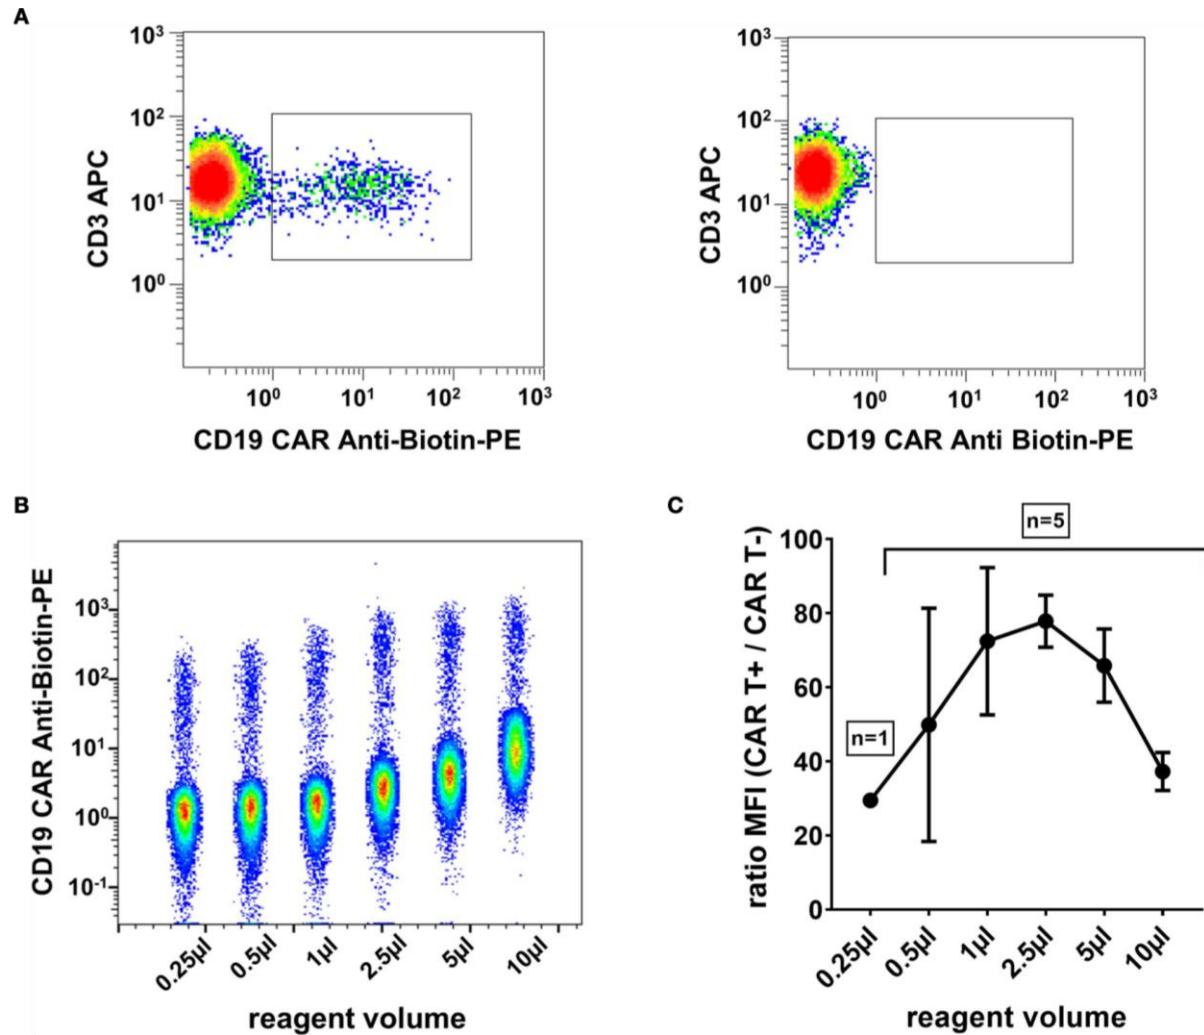 A
10³
10²
10¹
10⁰
CD3 APC
10⁰ 10¹ 10² 10³
CD19 CAR Anti-Biotin-PE
10³
10²
10¹
10⁰
CD3 APC
10⁰ 10¹ 10² 10³
CD19 CAR Anti Biotin-PE
B
CD19 CAR Anti-Biotin-PE
10³
10²
10¹
10⁰
10⁻¹
0.25µl 0.5µl 1µl 2.5µl 5µl 10µl
reagent volume
C
ratio MFI (CAR T+ / CAR T-)
n=5
n=1
100
80
60
40
20
0
0.25µl 0.5µl 1µl 2.5µl 5µl 10µl
reagent volume